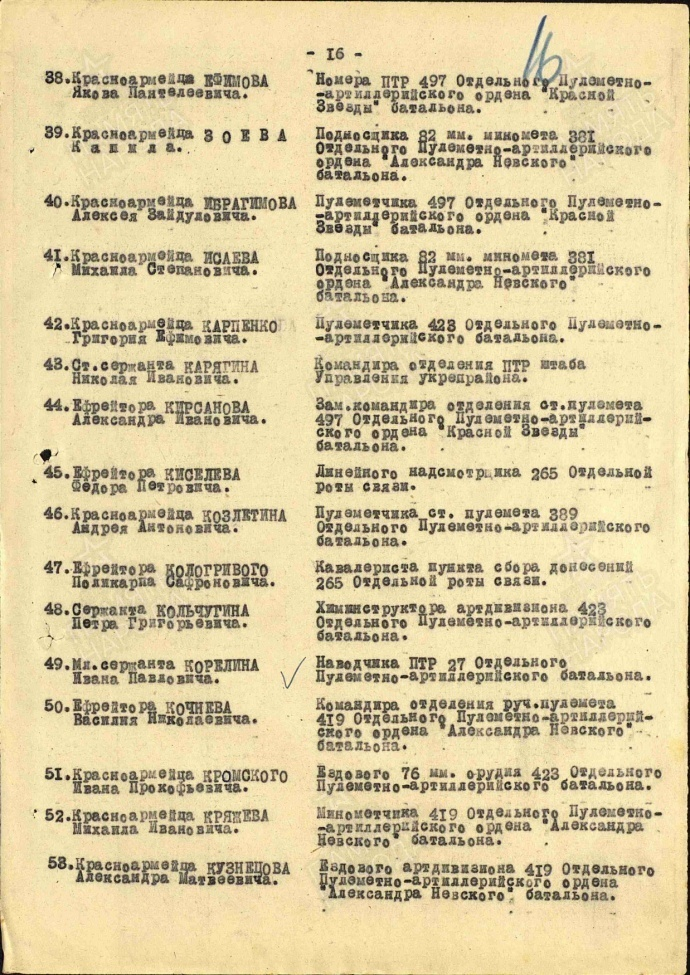 - 16 -
16
38.Красноармейца ЕФИМОВА
Якова Пантелеевича.
Номера ПТР 497 Отдельного Пулеметно-
-артиллерийского ордена "Красной
Звезды" батальона.
39.Красноармейца З О Е В А
К а ш и л а.
Подносщика 82 мм. миномета 381
Отдельного Пулеметно-артиллерийского
ордена "Александра Невского"
батальона.
40.Красноармейца ИБРАГИМОВА
Алексея Зайдуловича.
Пулеметчика 497 Отдельного Пулеметно-
-артиллерийского ордена "Красной
Звезды" батальона.
41.Красноармейца ИСАЕВА
Михаила Степановича.
Подносщика 82 мм. миномета 381
Отдельного Пулеметно-артиллерийского
ордена "Александра Невского"
батальона.
42.Красноармейца КАРПЕНКО
Григория Ефимовича.
Пулеметчика 423 Отдельного Пулеметно-
-артиллерийского батальона.
43.Ст.сержанта КАРЯГИНА
Николая Ивановича.
Командира отделения ПТР штаба
Управления укрепрайона.
44.Ефрейтора КИРСАНОВА
Александра Ивановича.
Зам.командира отделения ст.пулемета
497 Отдельного Пулеметно-артиллерий-
ского ордена "Красной Звезды"
батальона.
45.Ефрейтора КИСЕЛЕВА
Федора Петровича.
Линейного надсмотрщика 265 Отдельной
роты связи.
46.Красноармейца КОЗЛЕТИНА
Андрея Антоновича.
Пулеметчика ст. пулемета 389
Отдельного Пулеметно-артиллерийского
батальона.
47.Ефрейтора КОЛОГРИВОГО
Поликарпа Сафроновича.
Кавалериста пункта сбора донесений
265 Отдельной роты связи.
48.Сержанта КОЛЬЧУГИНА
Петра Григорьевича.
Химинструктора артдивизиона 423
Отдельного Пулеметно-артиллерийского
батальона.
49.Мл.сержанта КОРЕЛИНА
Ивана Павловича.
Наводчика ПТР 27 Отдельного
Пулеметно-артиллерийского батальона.
50.Ефрейтора КОЧНЕВА
Василия Николаевича.
Командира отделения руч.пулемета
419 Отдельного Пулеметно-артиллерий-
ского ордена "Александра Невского"
батальона.
51.Красноармейца КРОМСКОГО
Ивана Прокофьевича.
Ездового 76 мм. орудия 423 Отдельного
Пулеметно-артиллерийского батальона.
52.Красноармейца КРЯЖЕВА
Михаила Ивановича.
Минометчика 419 Отдельного Пулеметно-
-артиллерийского ордена "Александра
Невского" батальона.
53.Красноармейца КУЗНЕЦОВА
Александра Матвеевича.
Ездового артдивизиона 419 Отдельного
Пулеметно-артиллерийского ордена
"Александра Невского" батальона.